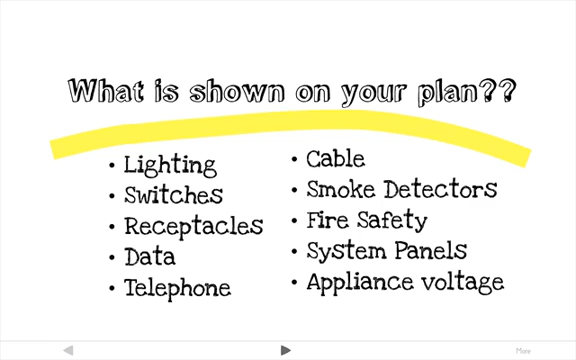 What is shown on your plan??
• Lighting
• Switches
• Receptacles
• Data
• Telephone
• Cable
• Smoke Detectors
• Fire Safety
• System Panels
• Appliance voltage
More